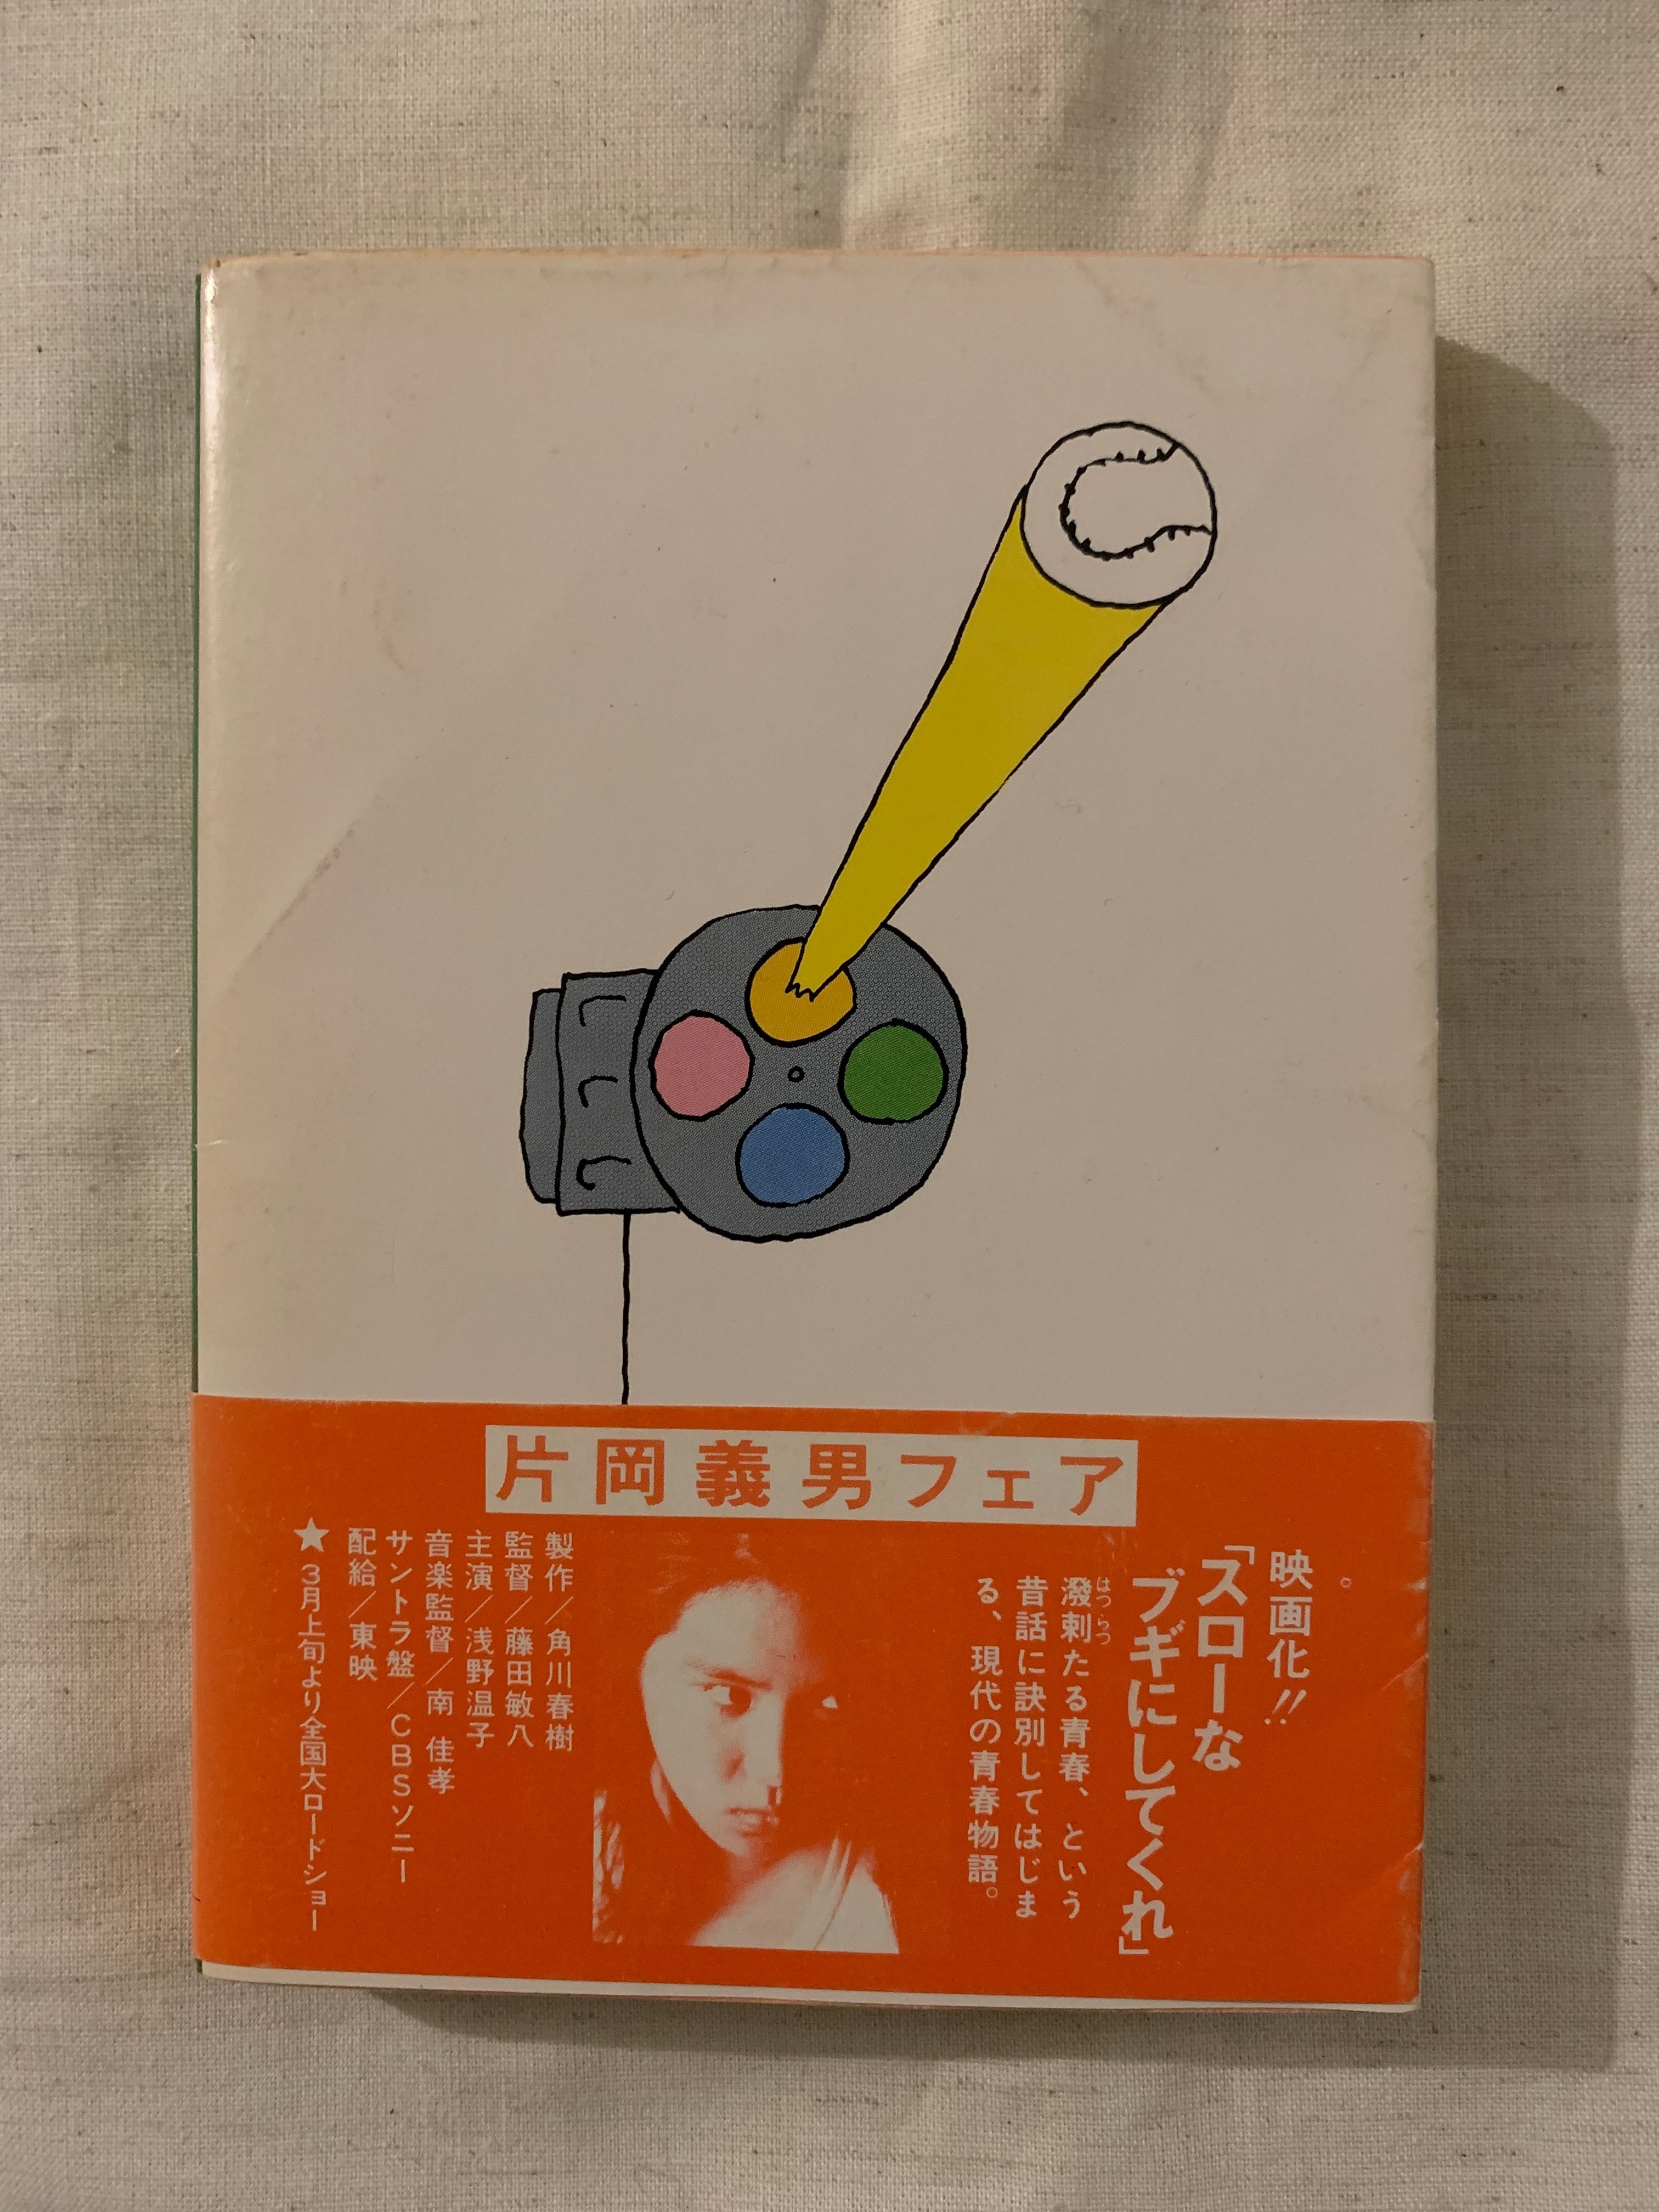 片岡義男フェア
映画化!!
「スローな
ブギにしてくれ」
潑剌たる青春、という
はつらつ
昔話に訣別してはじま
る、現代の青春物語。
製作／角川春樹
監督／藤田敏八
主演／浅野温子
音楽監督／南 佳孝
サントラ盤／CBSソニー
配給／東映
★3月上旬より全国大ロードショー